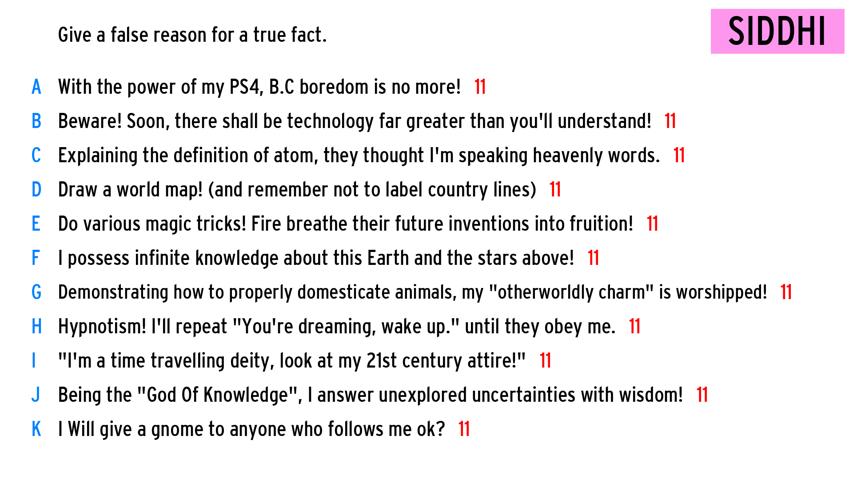 Give a false reason for a true fact.
SIDDHI
A With the power of my PS4, B.C boredom is no more! 11
B Beware! Soon, there shall be technology far greater than you'll understand! 11
C Explaining the definition of atom, they thought I'm speaking heavenly words. 11
D Draw a world map! (and remember not to label country lines) 11
E Do various magic tricks! Fire breathe their future inventions into fruition! 11
F I possess infinite knowledge about this Earth and the stars above! 11
G Demonstrating how to properly domesticate animals, my "otherworldly charm" is worshipped! 11
H Hypnotism! I'll repeat "You're dreaming, wake up." until they obey me. 11
I "I'm a time travelling deity, look at my 21st century attire!" 11
J Being the "God Of Knowledge", I answer unexplored uncertainties with wisdom! 11
K I Will give a gnome to anyone who follows me ok? 11